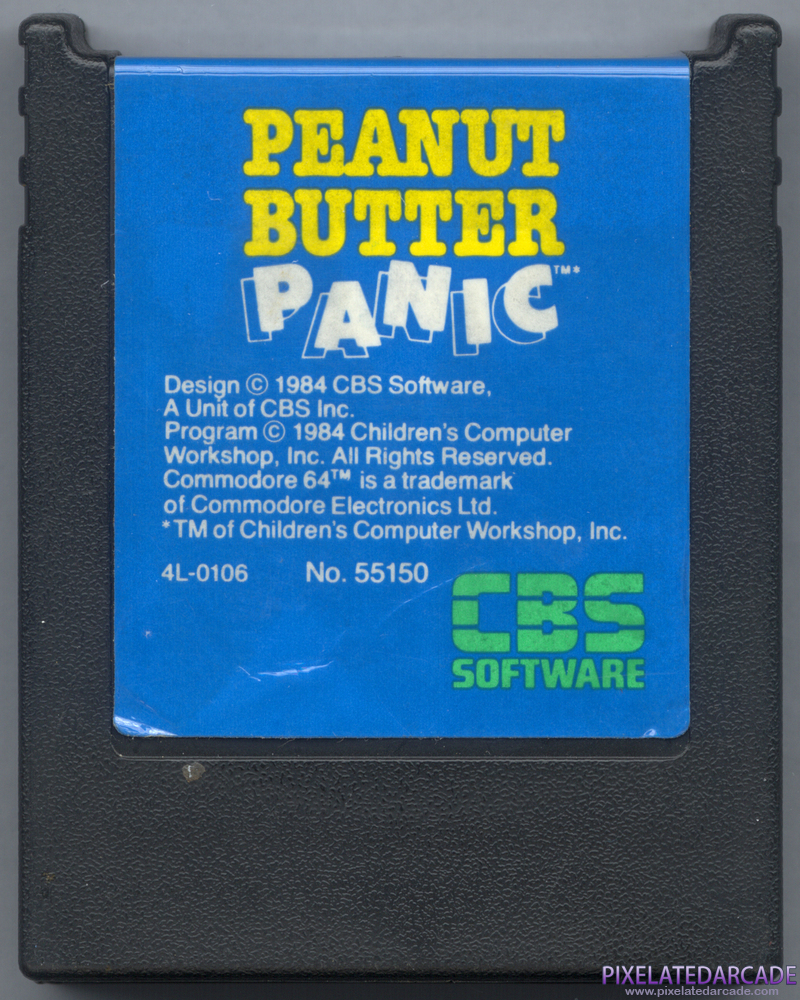 PEANUT
BUTTER
PANIC™*
Design © 1984 CBS Software,
A Unit of CBS Inc.
Program © 1984 Children's Computer
Workshop, Inc. All Rights Reserved.
Commodore 64™ is a trademark
of Commodore Electronics Ltd.
*TM of Children's Computer Workshop, Inc.
4L-0106 No. 55150
CBS
SOFTWARE
PIXELATEDARCADE
www.pixelatedarcade.com